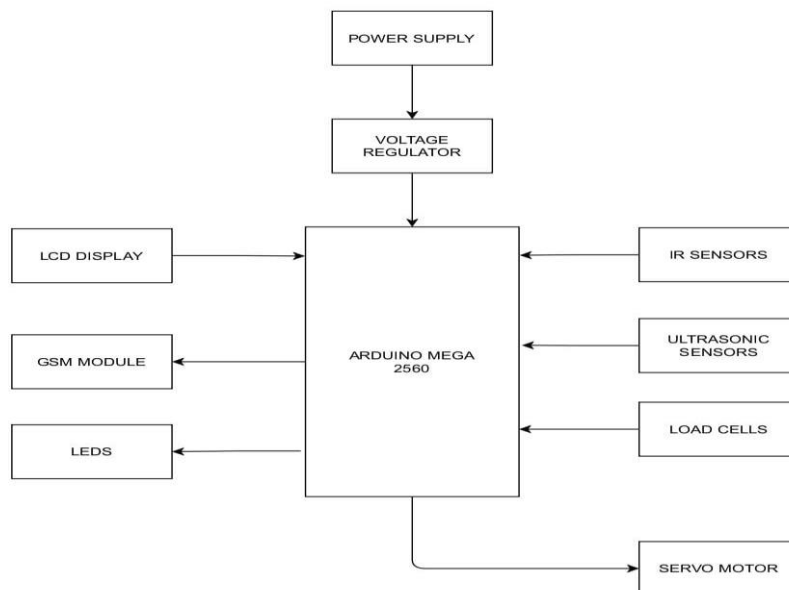 POWER SUPPLY
VOLTAGE
REGULATOR
LCD DISPLAY
IR SENSORS
GSM MODULE
ARDUINO MEGA
2560
ULTRASONIC
SENSORS
LEDS
LOAD CELLS
SERVO MOTOR